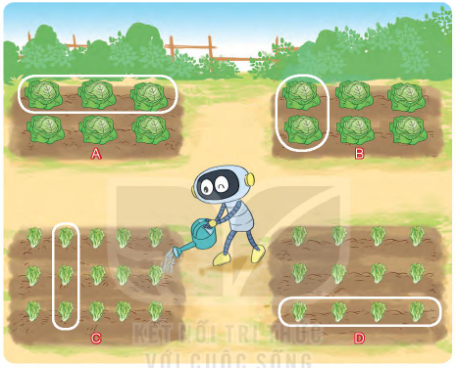 A
B
C
D
KẾT NỐI TRI THỨC
VỚI CUỘC SỐNG